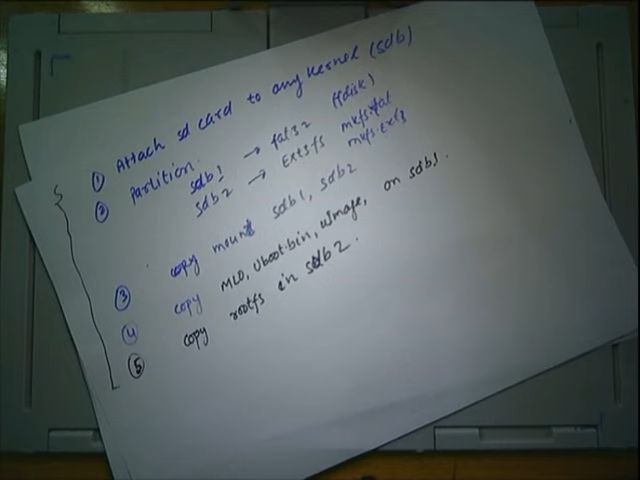 ① Attach sd card to any kernel (sdb)
② partition. (fdisk)
sdb1 → fat32 mkfs.fat
sdb2 → Ext3fs mkfs.ext3
③ copy mount sdb1, sdb2
④ copy MLO, Uboot.bin, uImage, on sdb1.
⑤ copy rootfs in sdb2.